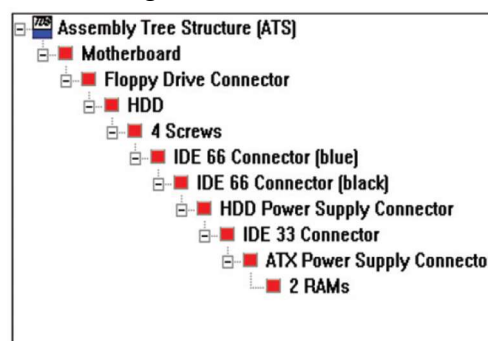 Assembly Tree Structure (ATS)
Motherboard
Floppy Drive Connector
HDD
4 Screws
IDE 66 Connector (blue)
IDE 66 Connector (black)
HDD Power Supply Connector
IDE 33 Connector
ATX Power Supply Connecto
2 RAMs